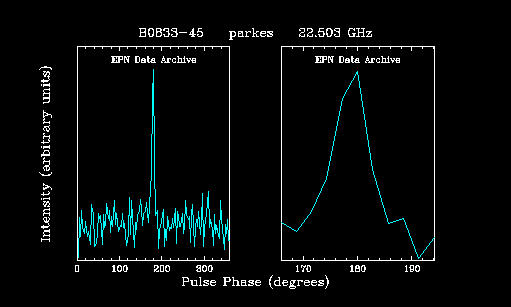 B0833-45 parkes 22.503 GHz
EPN Data Archive EPN Data Archive
Intensity (arbitrary units)
0 100 200 300 170 180 190
Pulse Phase (degrees)